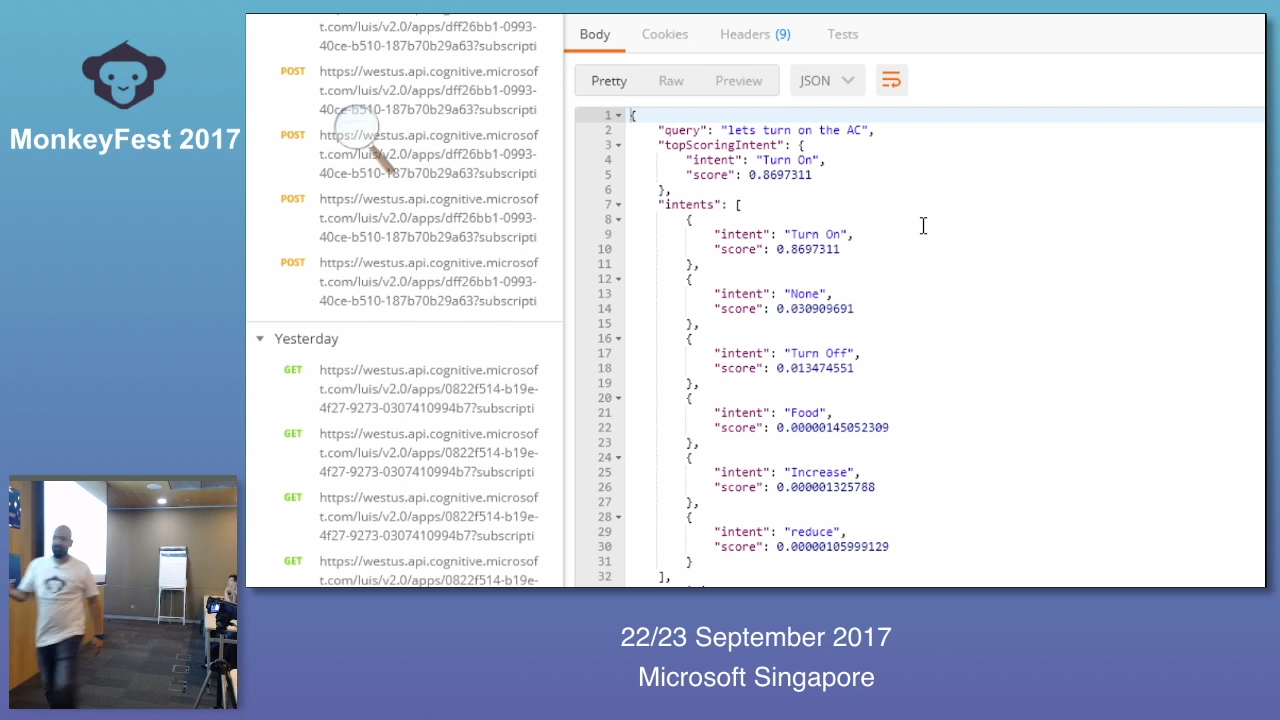 MonkeyFest 2017
t.com/luis/v2.0/apps/dff26bb1-0993-
40ce-b510-187b70b29a63?subscripti
POST https://westus.api.cognitive.microsof
t.com/luis/v2.0/apps/dff26bb1-0993-
40ce-b510-187b70b29a63?subscripti
POST https://westus.api.cognitive.microsof
t.com/luis/v2.0/apps/dff26bb1-0993-
40ce-b510-187b70b29a63?subscripti
POST https://westus.api.cognitive.microsof
t.com/luis/v2.0/apps/dff26bb1-0993-
40ce-b510-187b70b29a63?subscripti
POST https://westus.api.cognitive.microsof
t.com/luis/v2.0/apps/dff26bb1-0993-
40ce-b510-187b70b29a63?subscripti
Yesterday
GET https://westus.api.cognitive.microsof
t.com/luis/v2.0/apps/0822f514-b19e-
4f27-9273-0307410994b7?subscripti
GET https://westus.api.cognitive.microsof
t.com/luis/v2.0/apps/0822f514-b19e-
4f27-9273-0307410994b7?subscripti
GET https://westus.api.cognitive.microsof
t.com/luis/v2.0/apps/0822f514-b19e-
4f27-9273-0307410994b7?subscripti
GET https://westus.api.cognitive.microsof
t.com/luis/v2.0/apps/0822f514-b19e-
Body Cookies Headers (9) Tests
Pretty Raw Preview JSON
1 {
2 "query": "lets turn on the AC",
3 "topScoringIntent": {
4 "intent": "Turn On",
5 "score": 0.8697311
6 },
7 "intents": [
8 {
9 "intent": "Turn On",
10 "score": 0.8697311
11 },
12 {
13 "intent": "None",
14 "score": 0.030909691
15 },
16 {
17 "intent": "Turn Off",
18 "score": 0.013474551
19 },
20 {
21 "intent": "Food",
22 "score": 0.00000145052309
23 },
24 {
25 "intent": "Increase",
26 "score": 0.000001325788
27 },
28 {
29 "intent": "reduce",
30 "score": 0.00000105999129
31 }
32 ],
22/23 September 2017
Microsoft Singapore